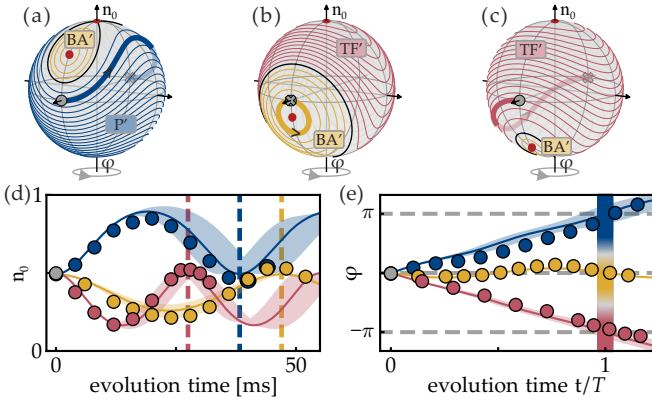 (a)
n₀
BA′
P′
φ
(b)
n₀
TF′
BA′
φ
(c)
n₀
TF′
BA′
φ
(d)
1
n₀
0
0
50
evolution time [ms]
(e)
π
φ
−π
0
1
evolution time t/T